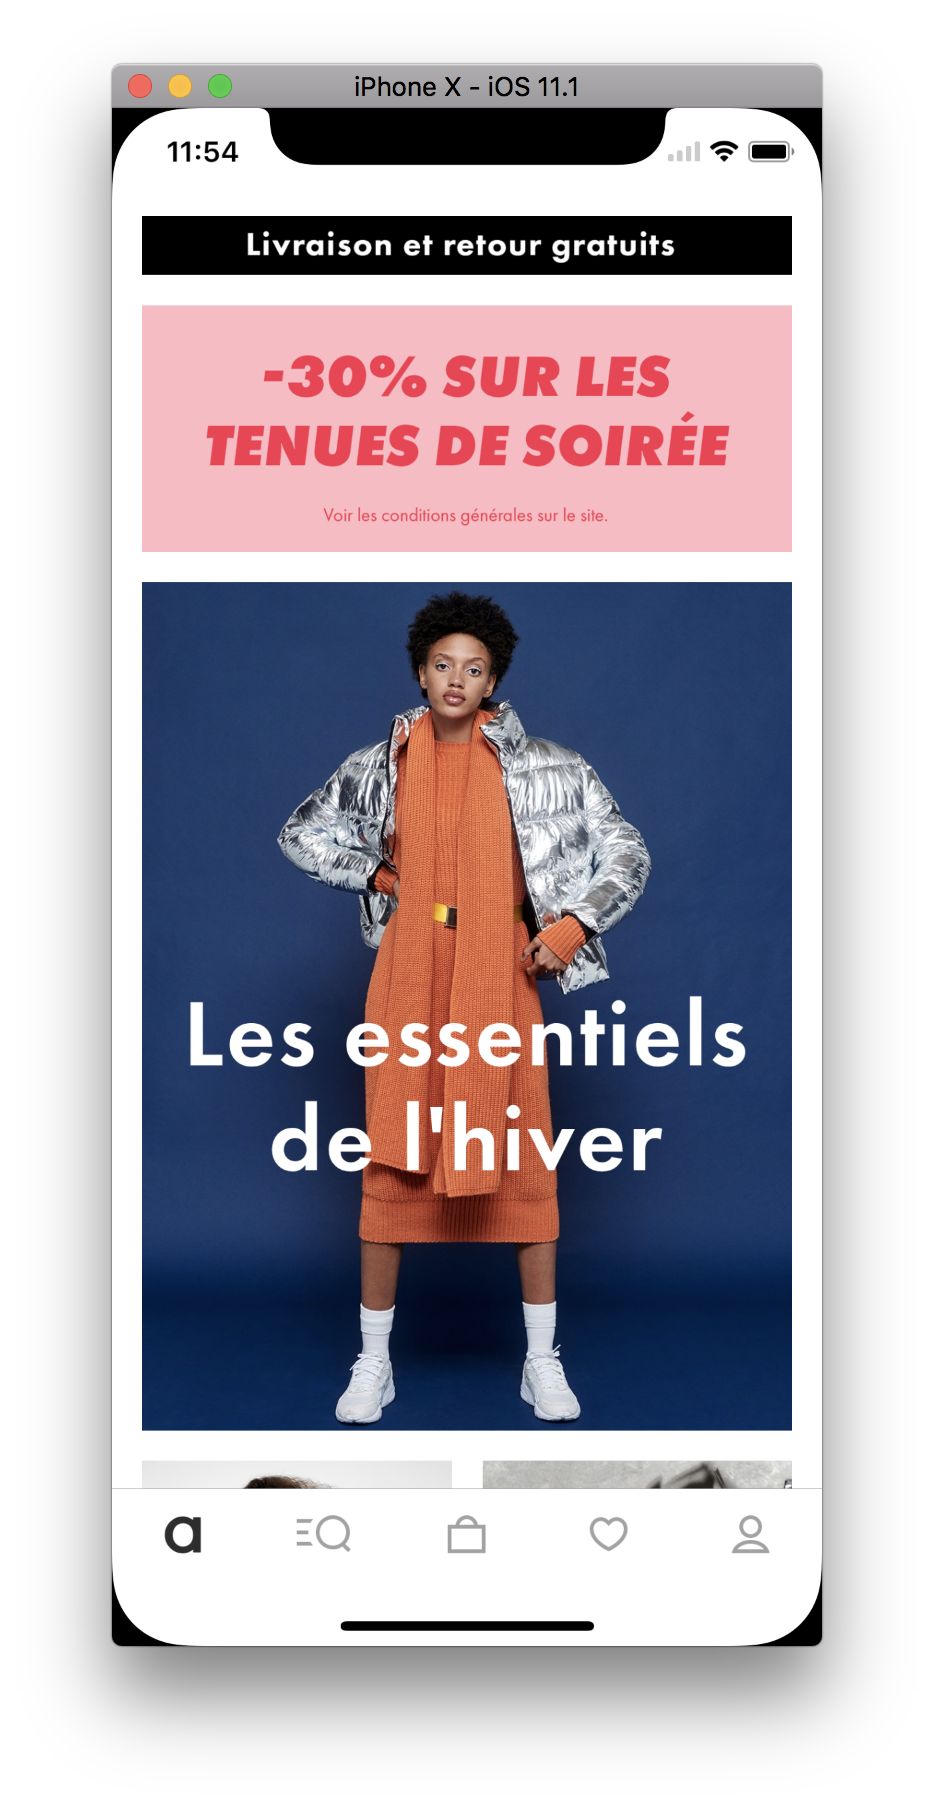 iPhone X - iOS 11.1
11:54
Livraison et retour gratuits
-30% SUR LES
TENUES DE SOIRÉE
Voir les conditions générales sur le site.
Les essentiels
de l'hiver
a